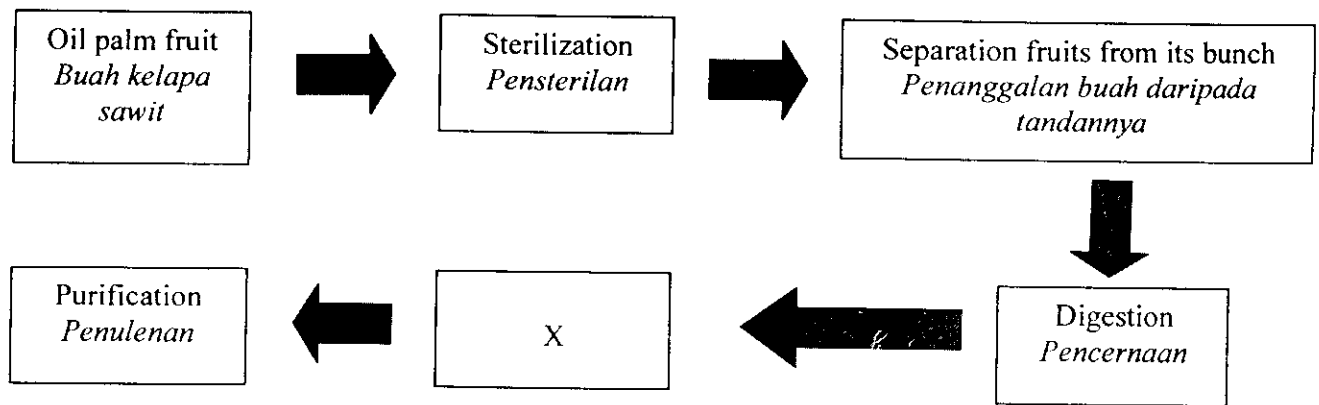 Oil palm fruit
Buah kelapa
sawit
Sterilization
Pensterilan
Separation fruits from its bunch
Penanggalan buah daripada
tandannya
Digestion
Pencernaan
X
Purification
Penulenan